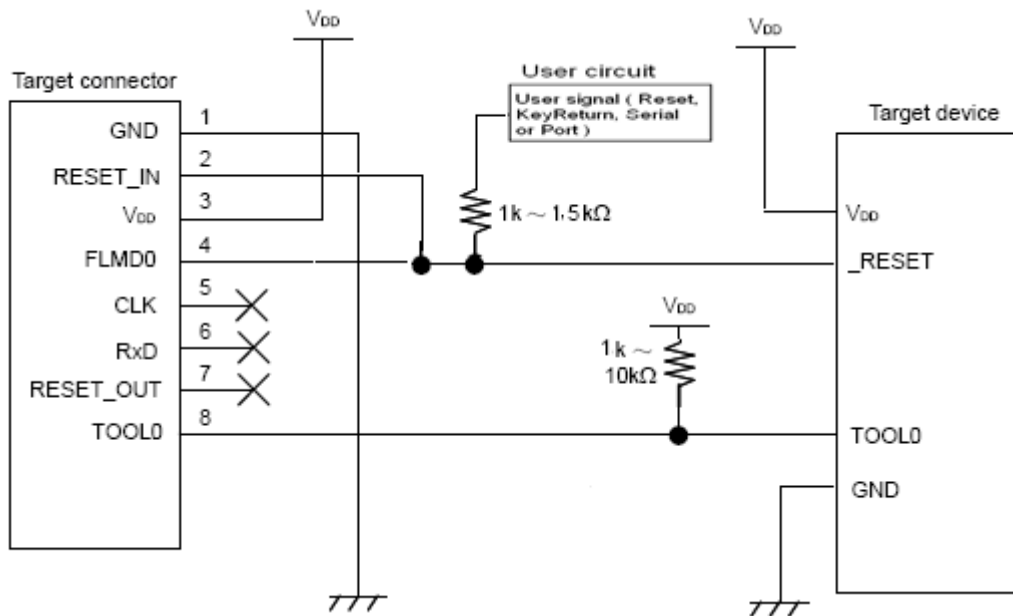 VDD
VDD
User circuit
Target connector
User signal ( Reset,
KeyReturn, Serial
or Port )
Target device
GND
1
RESET_IN
2
VDD
3
1k ~ 1.5kΩ
VDD
FLMD0
4
_RESET
CLK
5
VDD
RxD
6
1k ~
10kΩ
RESET_OUT
7
TOOL0
8
TOOL0
GND